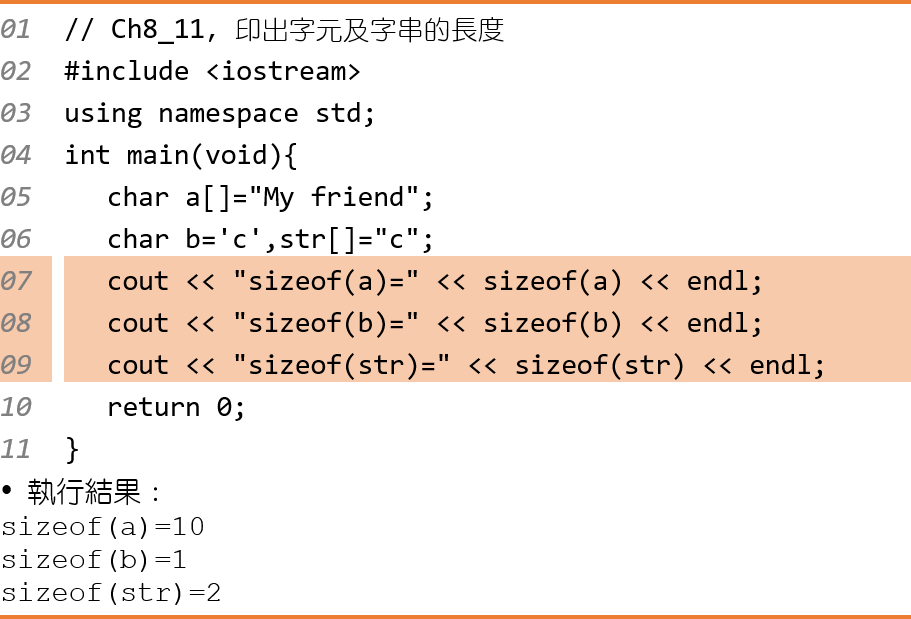 01 // Ch8_11, 印出字元及字串的長度
02 #include <iostream>
03 using namespace std;
04 int main(void){
05 char a[]="My friend";
06 char b='c',str[]="c";
07 cout << "sizeof(a)=" << sizeof(a) << endl;
08 cout << "sizeof(b)=" << sizeof(b) << endl;
09 cout << "sizeof(str)=" << sizeof(str) << endl;
10 return 0;
11 }
• 執行結果：
sizeof(a)=10
sizeof(b)=1
sizeof(str)=2